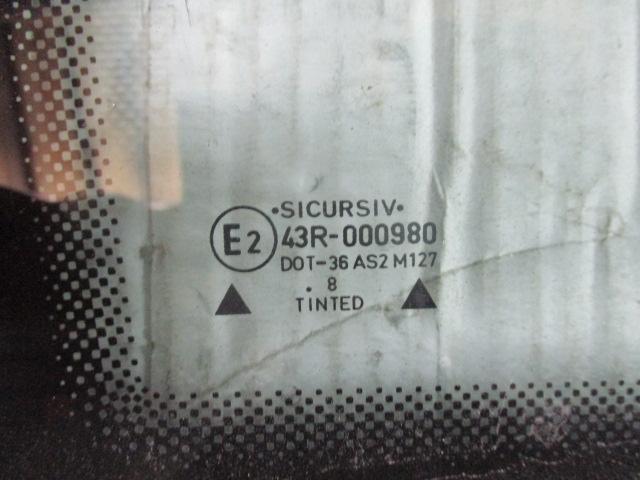 •SICURSIV•
E2 43R-000980
DOT-36 AS2 M127
. 8
TINTED